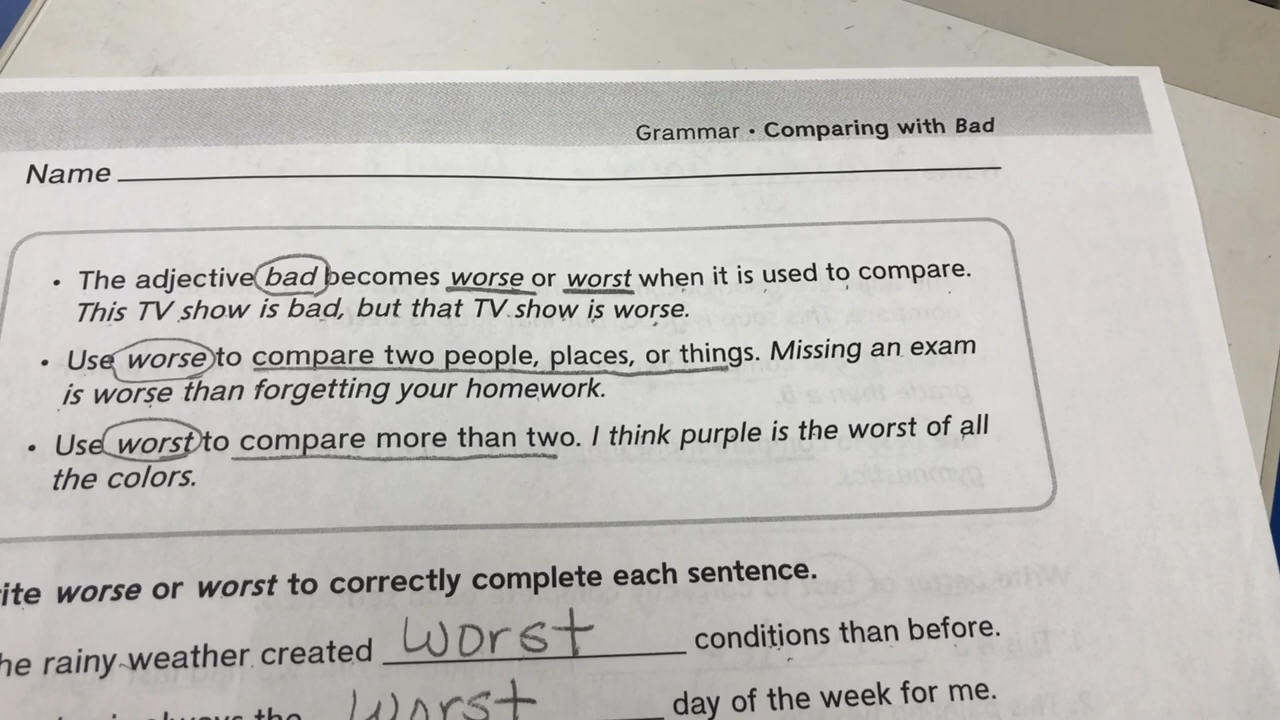 Grammar • Comparing with Bad
Name
• The adjective bad becomes worse or worst when it is used to compare.
This TV show is bad, but that TV show is worse.
• Use worse to compare two people, places, or things. Missing an exam
is worse than forgetting your homework.
• Use worst to compare more than two. I think purple is the worst of all
the colors.
ite worse or worst to correctly complete each sentence.
he rainy weather created worst conditions than before.
always the worst day of the week for me.